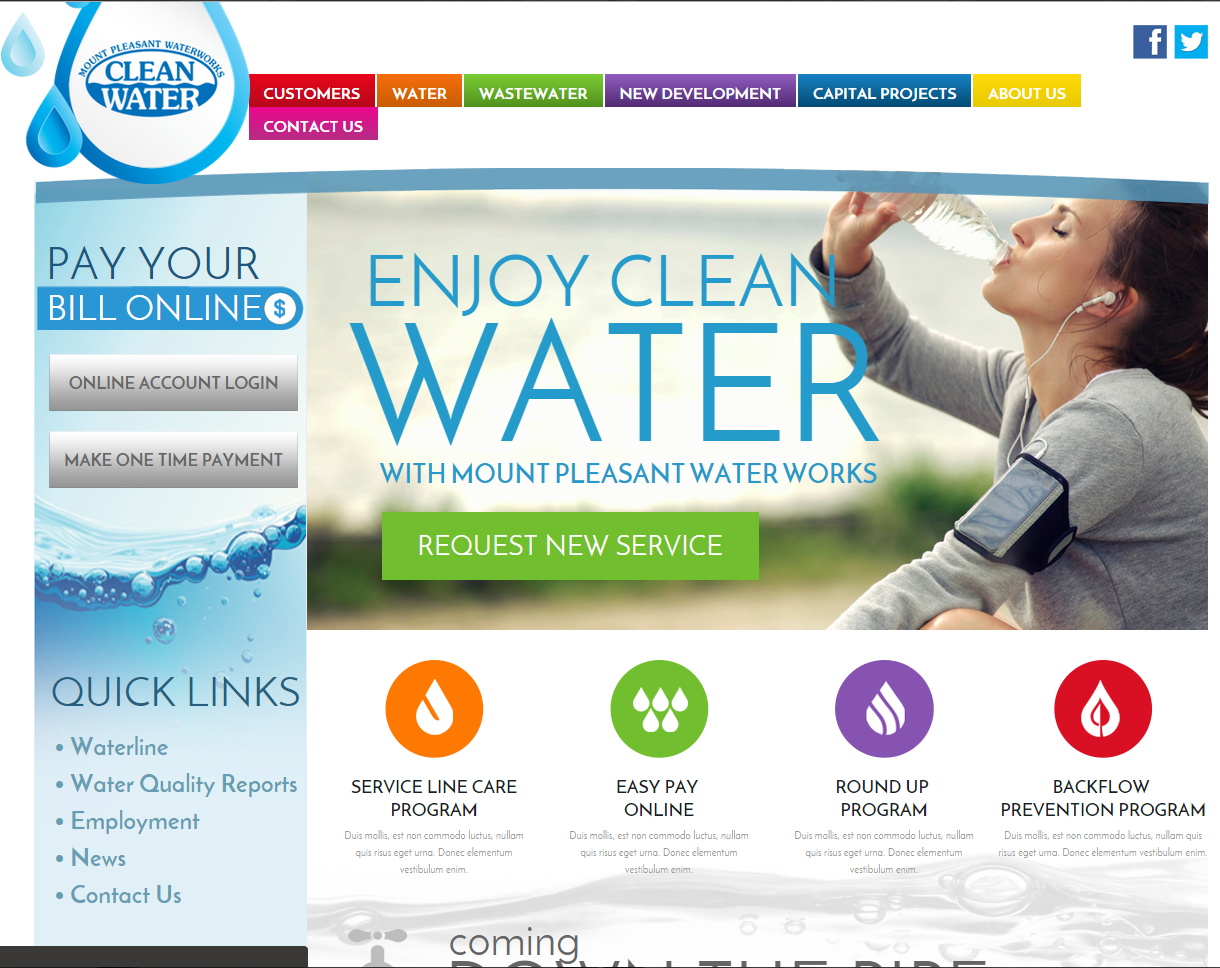 MOUNT PLEASANT WATERWORKS
CLEAN
WATER
CUSTOMERS
WATER
WASTEWATER
NEW DEVELOPMENT
CAPITAL PROJECTS
ABOUT US
CONTACT US
PAY YOUR
BILL ONLINE $
ONLINE ACCOUNT LOGIN
MAKE ONE TIME PAYMENT
QUICK LINKS
• Waterline
• Water Quality Reports
• Employment
• News
• Contact Us
ENJOY CLEAN
WATER
WITH MOUNT PLEASANT WATER WORKS
REQUEST NEW SERVICE
SERVICE LINE CARE
PROGRAM
Duis mollis, est non commodo luctus, nullam
quis risus eget urna. Donec elementum
vestibulum enim.
EASY PAY
ONLINE
Duis mollis, est non commodo luctus, nullam
quis risus eget urna. Donec elementum
vestibulum enim.
ROUND UP
PROGRAM
Duis mollis, est non commodo luctus, nullam
quis risus eget urna. Donec elementum
vestibulum enim.
BACKFLOW
PREVENTION PROGRAM
Duis mollis, est non commodo luctus, nullam quis
risus eget urna. Donec elementum vestibulum enim.
coming
DOWN THE PIPE